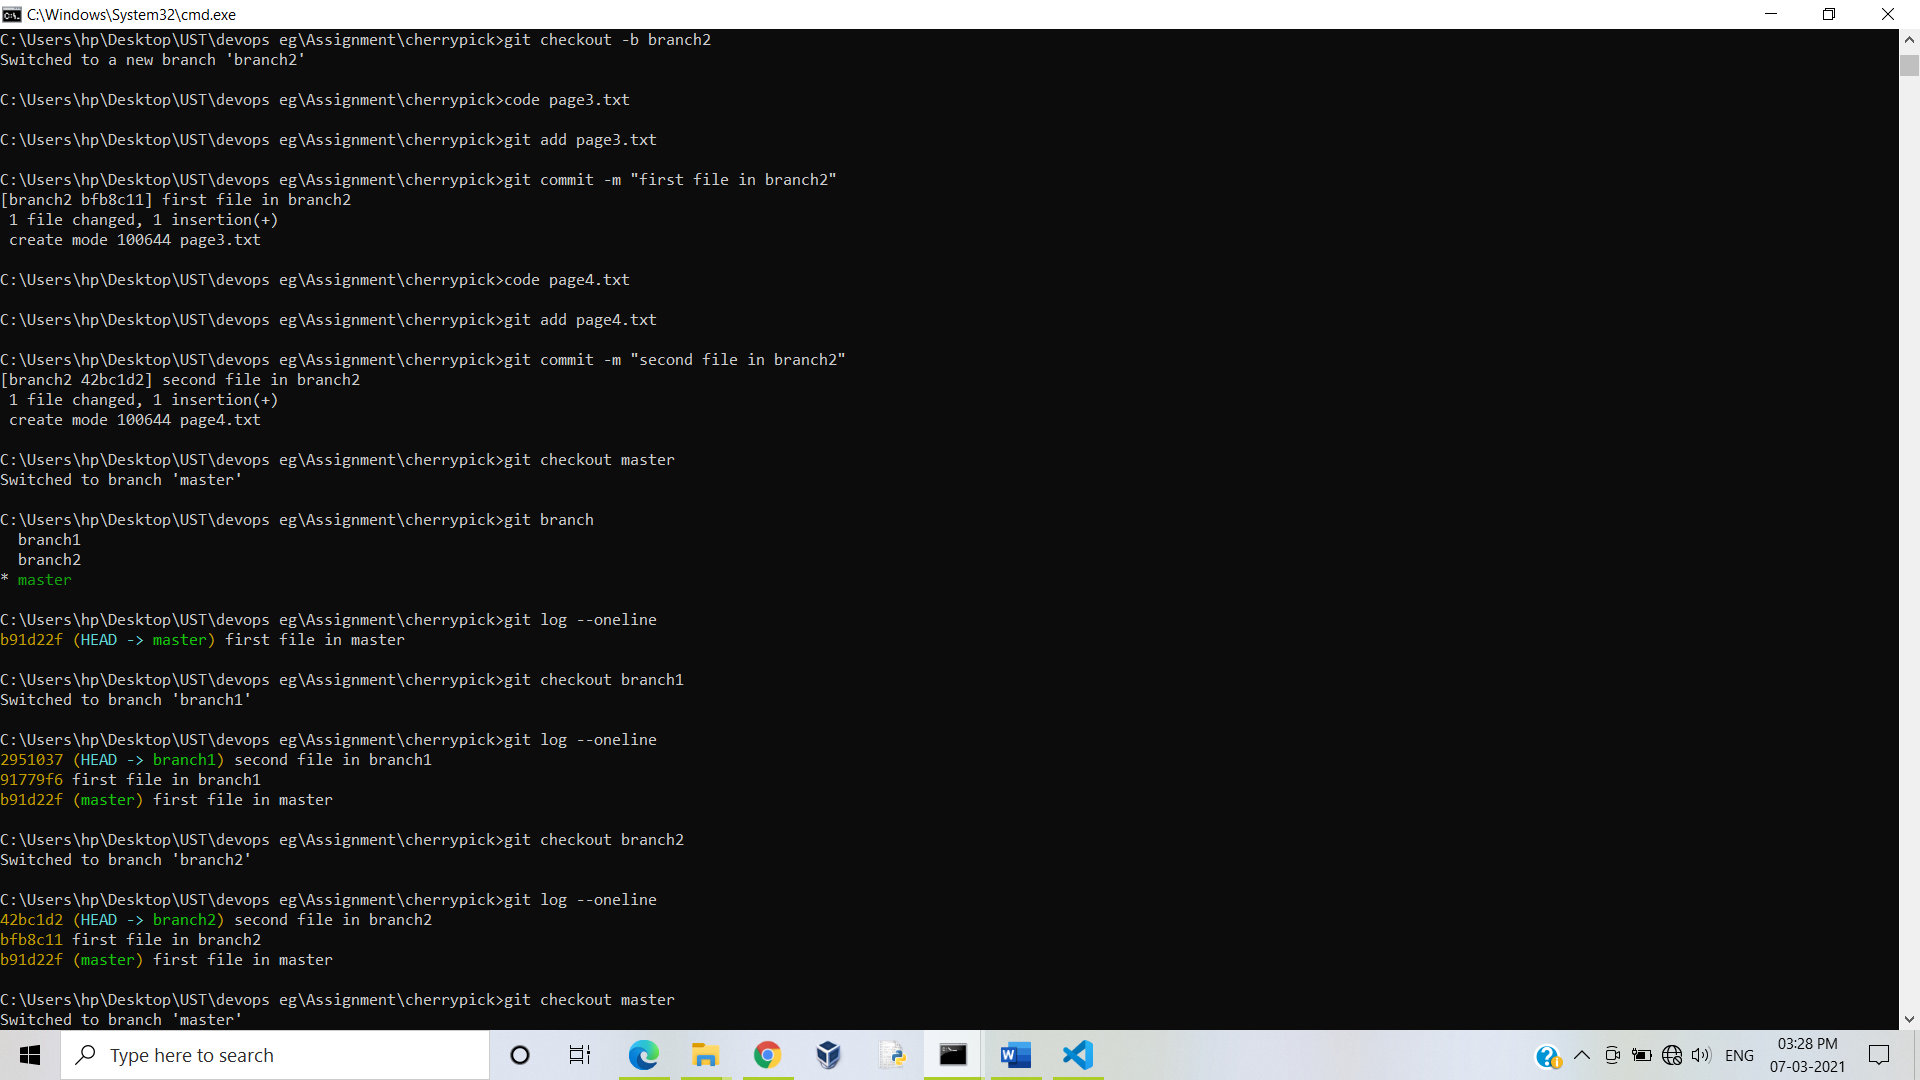 C:\Windows\System32\cmd.exe
C:\Users\hp\Desktop\UST\devops eg\Assignment\cherrypick>git checkout -b branch2
Switched to a new branch 'branch2'
C:\Users\hp\Desktop\UST\devops eg\Assignment\cherrypick>code page3.txt
C:\Users\hp\Desktop\UST\devops eg\Assignment\cherrypick>git add page3.txt
C:\Users\hp\Desktop\UST\devops eg\Assignment\cherrypick>git commit -m "first file in branch2"
[branch2 bfb8c11] first file in branch2
 1 file changed, 1 insertion(+)
 create mode 100644 page3.txt
C:\Users\hp\Desktop\UST\devops eg\Assignment\cherrypick>code page4.txt
C:\Users\hp\Desktop\UST\devops eg\Assignment\cherrypick>git add page4.txt
C:\Users\hp\Desktop\UST\devops eg\Assignment\cherrypick>git commit -m "second file in branch2"
[branch2 42bc1d2] second file in branch2
 1 file changed, 1 insertion(+)
 create mode 100644 page4.txt
C:\Users\hp\Desktop\UST\devops eg\Assignment\cherrypick>git checkout master
Switched to branch 'master'
C:\Users\hp\Desktop\UST\devops eg\Assignment\cherrypick>git branch
  branch1
  branch2
* master
C:\Users\hp\Desktop\UST\devops eg\Assignment\cherrypick>git log --oneline
b91d22f (HEAD -> master) first file in master
C:\Users\hp\Desktop\UST\devops eg\Assignment\cherrypick>git checkout branch1
Switched to branch 'branch1'
C:\Users\hp\Desktop\UST\devops eg\Assignment\cherrypick>git log --oneline
2951037 (HEAD -> branch1) second file in branch1
91779f6 first file in branch1
b91d22f (master) first file in master
C:\Users\hp\Desktop\UST\devops eg\Assignment\cherrypick>git checkout branch2
Switched to branch 'branch2'
C:\Users\hp\Desktop\UST\devops eg\Assignment\cherrypick>git log --oneline
42bc1d2 (HEAD -> branch2) second file in branch2
bfb8c11 first file in branch2
b91d22f (master) first file in master
C:\Users\hp\Desktop\UST\devops eg\Assignment\cherrypick>git checkout master
Switched to branch 'master'
Type here to search
ENG
03:28 PM
07-03-2021